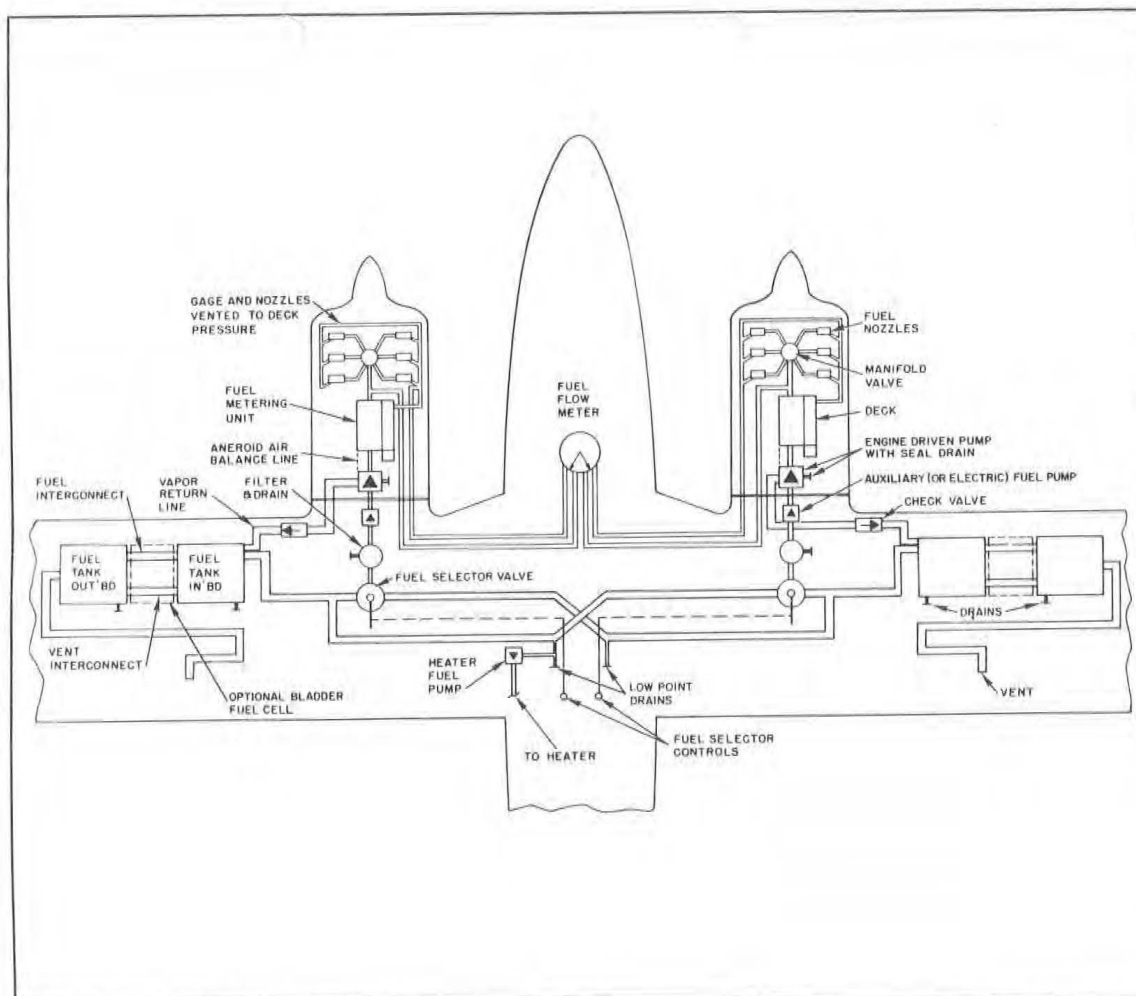 GAGE AND NOZZLES
VENTED TO DECK
PRESSURE
FUEL
METERING
UNIT
ANEROID AIR
BALANCE LINE
FUEL
INTERCONNECT
VAPOR
RETURN
LINE
FILTER
& DRAIN
FUEL
FLOW
METER
FUEL
NOZZLES
MANIFOLD
VALVE
DECK
ENGINE DRIVEN PUMP
WITH SEAL DRAIN
AUXILIARY (OR ELECTRIC) FUEL PUMP
CHECK VALVE
FUEL
TANK
OUT'BD
FUEL
TANK
IN'BD
FUEL SELECTOR VALVE
DRAINS
VENT
INTERCONNECT
OPTIONAL BLADDER
FUEL CELL
HEATER
FUEL
PUMP
LOW POINT
DRAINS
VENT
TO HEATER
FUEL SELECTOR
CONTROLS